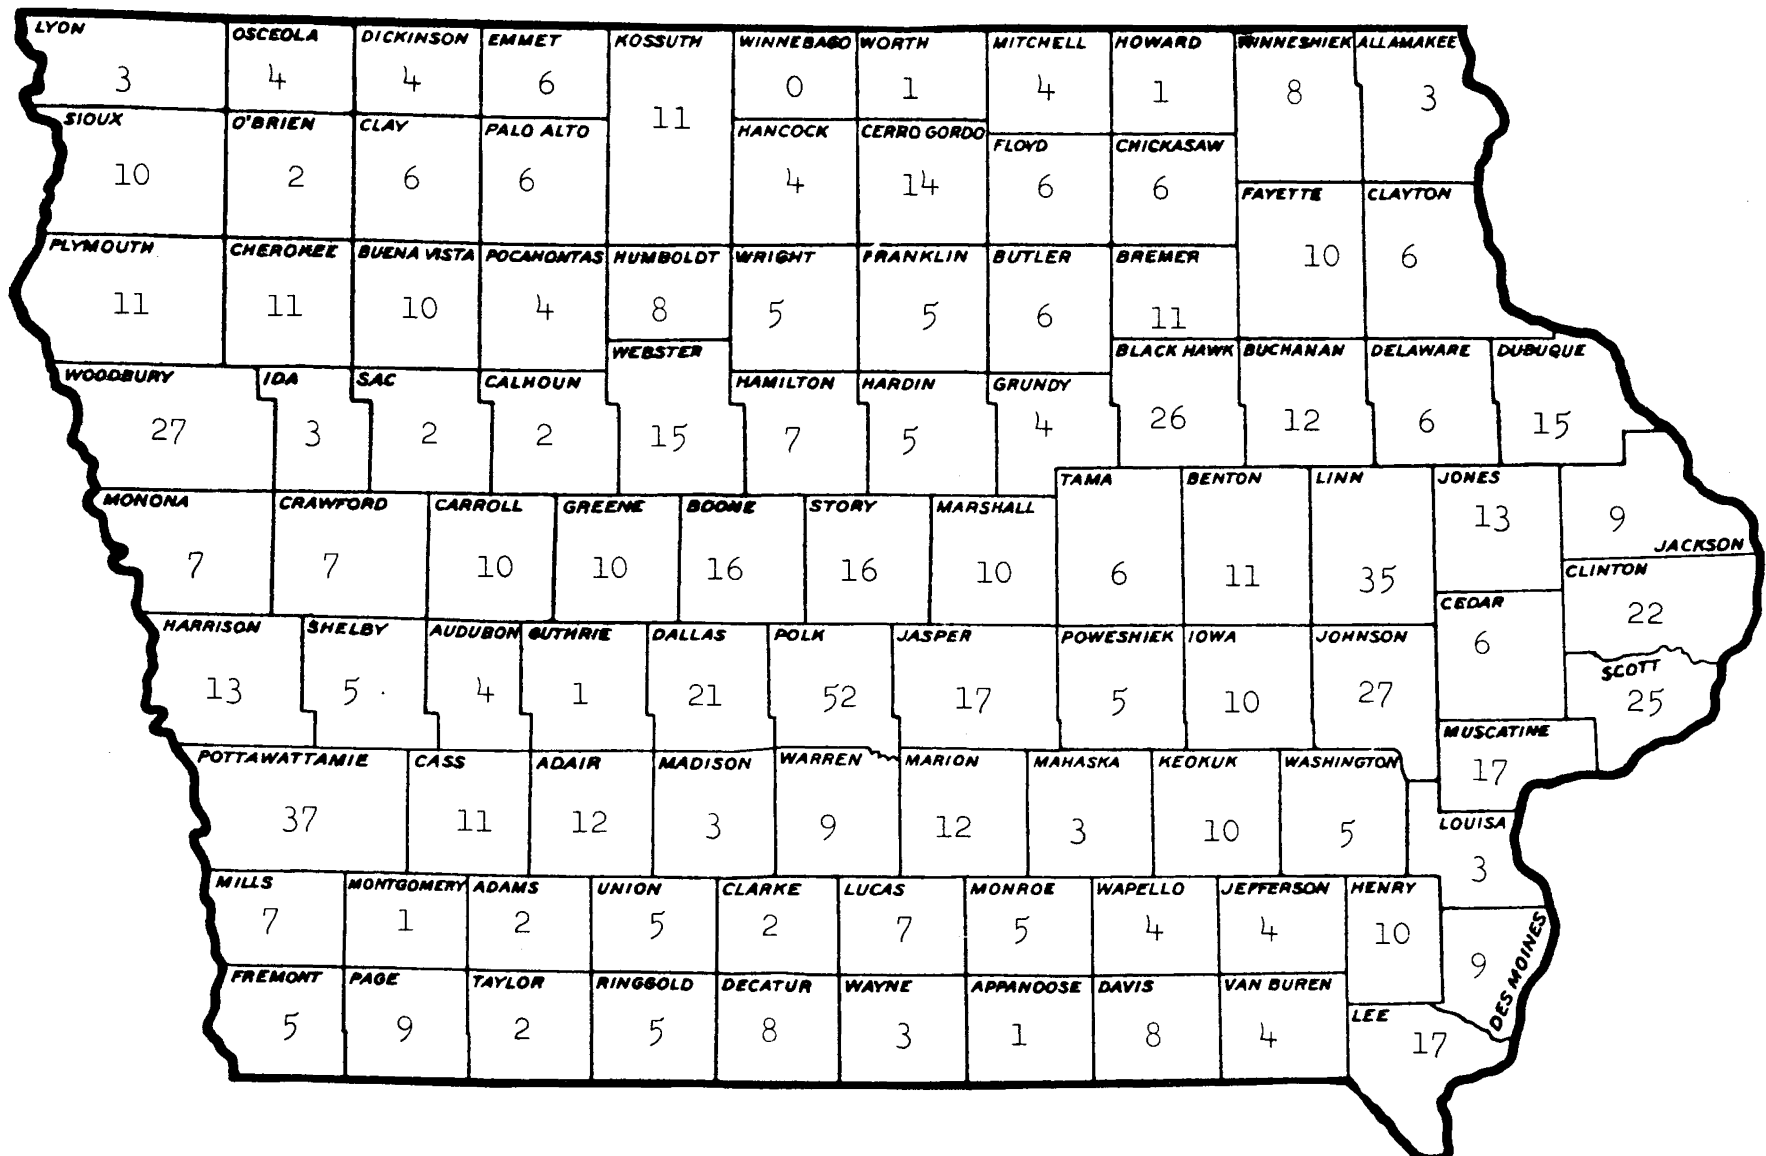 LYON OSCEOLA DICKINSON EMMET KOSSUTH WINNEBAGO WORTH MITCHELL HOWARD WINNESHIEK ALLAMAKEE
3 4 4 6 11 0 1 4 1 8 3
SIOUX O'BRIEN CLAY PALO ALTO HANCOCK CERRO GORDO FLOYD CHICKASAW
10 2 6 6 4 14 6 6
FAYETTE CLAYTON
10 6
PLYMOUTH CHEROKEE BUENA VISTA POCAHONTAS HUMBOLDT WRIGHT FRANKLIN BUTLER BREMER
11 11 10 4 8 5 5 6 11
WEBSTER BLACK HAWK BUCHANAN DELAWARE DUBUQUE
15 26 12 6 15
WOODBURY IDA SAC CALHOUN HAMILTON HARDIN GRUNDY
27 3 2 2 7 5 4
TAMA BENTON LINN JONES
6 11 35 13
9
JACKSON
MONONA CRAWFORD CARROLL GREENE BOONE STORY MARSHALL
7 7 10 10 16 16 10
CLINTON
22
CEDAR
6
HARRISON SHELBY AUDUBON GUTHRIE DALLAS POLK JASPER POWESHIEK IOWA JOHNSON
13 5 4 1 21 52 17 5 10 27
SCOTT
25
MUSCATINE
17
POTTAWATTAMIE CASS ADAIR MADISON WARREN MARION MAHASKA KEOKUK WASHINGTON
37 11 12 3 9 12 3 10 5
LOUISA
3
MILLS MONTGOMERY ADAMS UNION CLARKE LUCAS MONROE WAPELLO JEFFERSON HENRY
7 1 2 5 2 7 5 4 4 10
DES MOINES
9
FREMONT PAGE TAYLOR RINGGOLD DECATUR WAYNE APPANOOSE DAVIS VAN BUREN
5 9 2 5 8 3 1 8 4
LEE
17